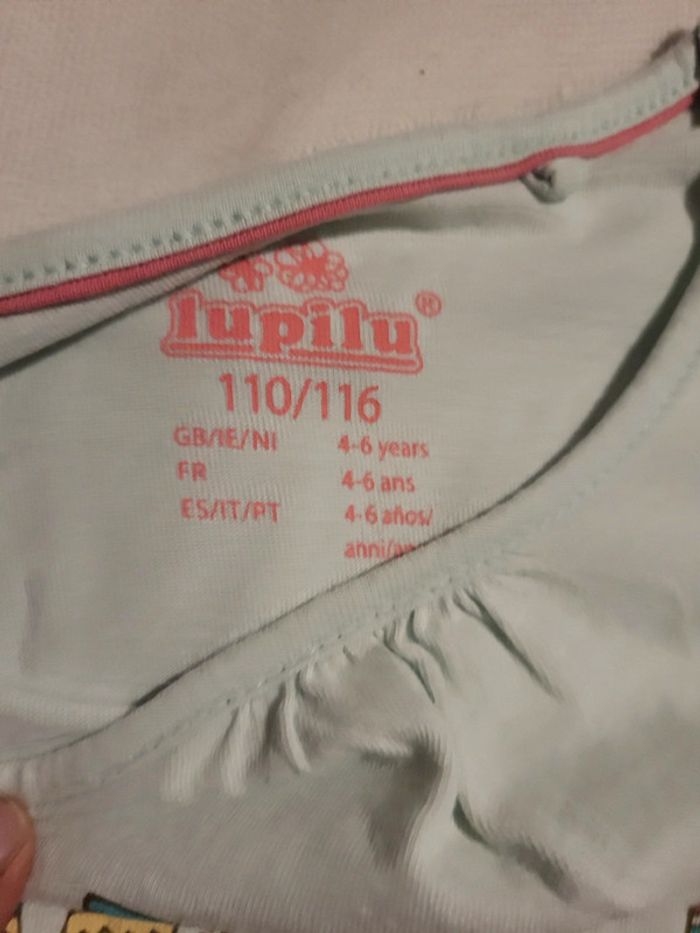 lupilu®
110/116
GB/IE/NI 4-6 years
FR 4-6 ans
ES/IT/PT 4-6 años/
anni/